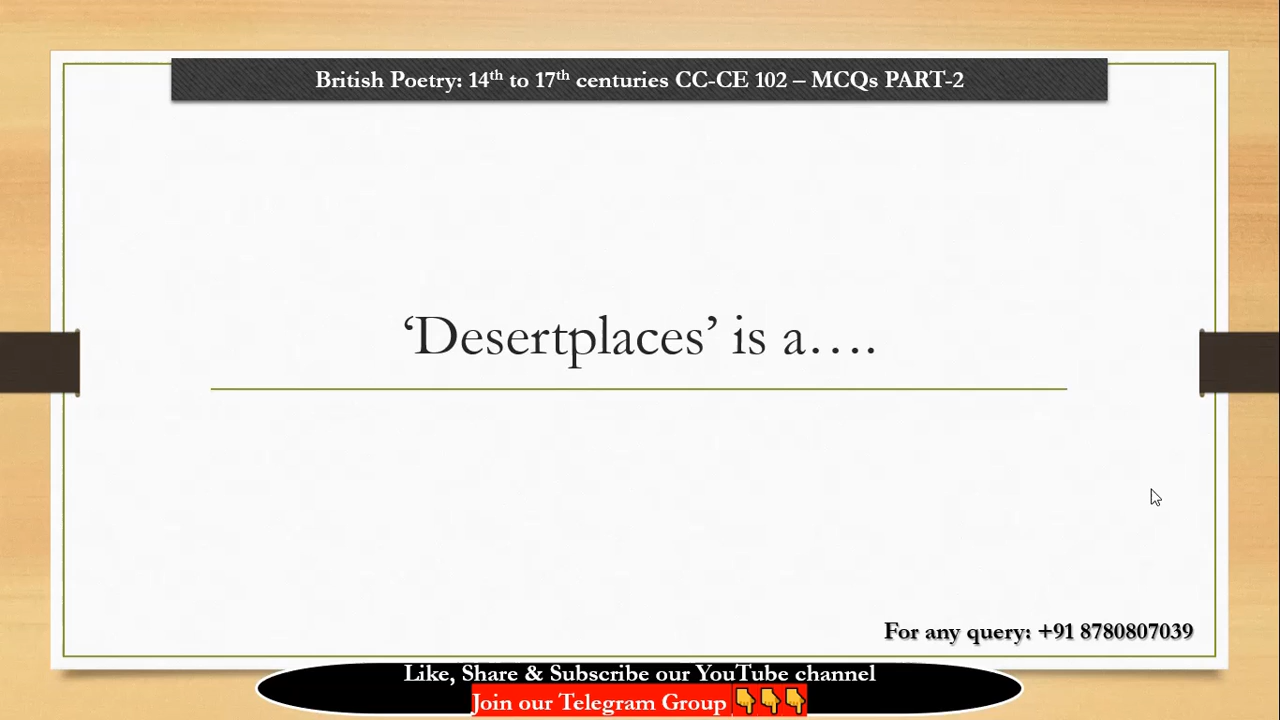 British Poetry: 14th to 17th centuries CC-CE 102 – MCQs PART-2
‘Desertplaces’ is a….
For any query: +91 8780807039
Like, Share & Subscribe our YouTube channel
Join our Telegram Group 👇👇👇